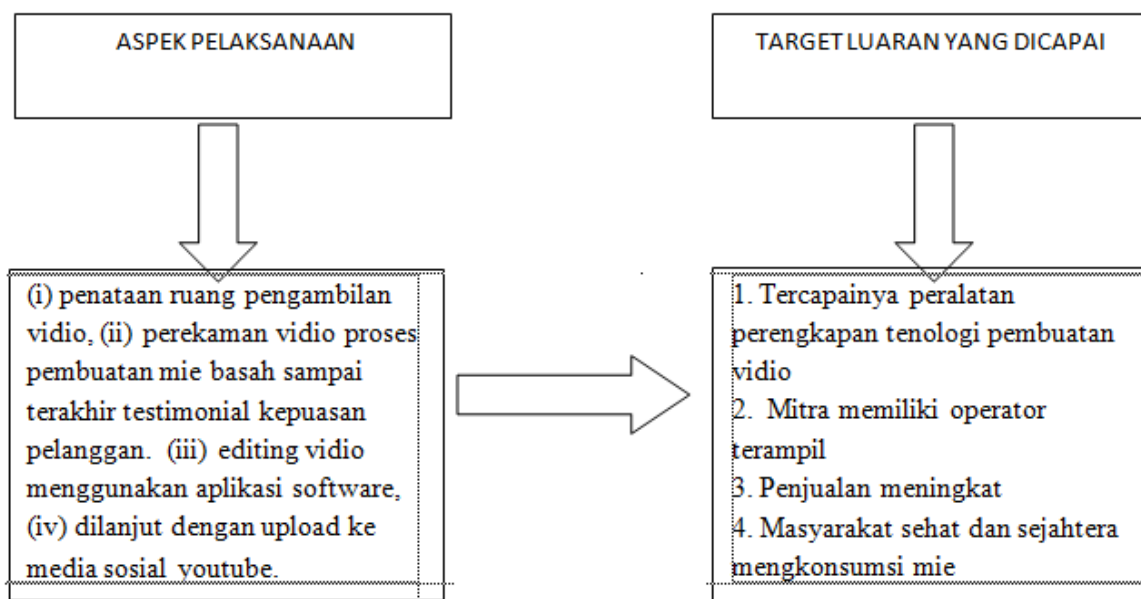 ASPEK PELAKSANAAN
TARGET LUARAN YANG DICAPAI
(i) penataan ruang pengambilan
vidio, (ii) perekaman vidio proses
pembuatan mie basah sampai
terakhir testimonial kepuasan
pelanggan. (iii) editing vidio
menggunakan aplikasi software,
(iv) dilanjut dengan upload ke
media sosial youtube.
1. Tercapainya peralatan
perengkapan tenologi pembuatan
vidio
2. Mitra memiliki operator
terampil
3. Penjualan meningkat
4. Masyarakat sehat dan sejahtera
mengkonsumsi mie